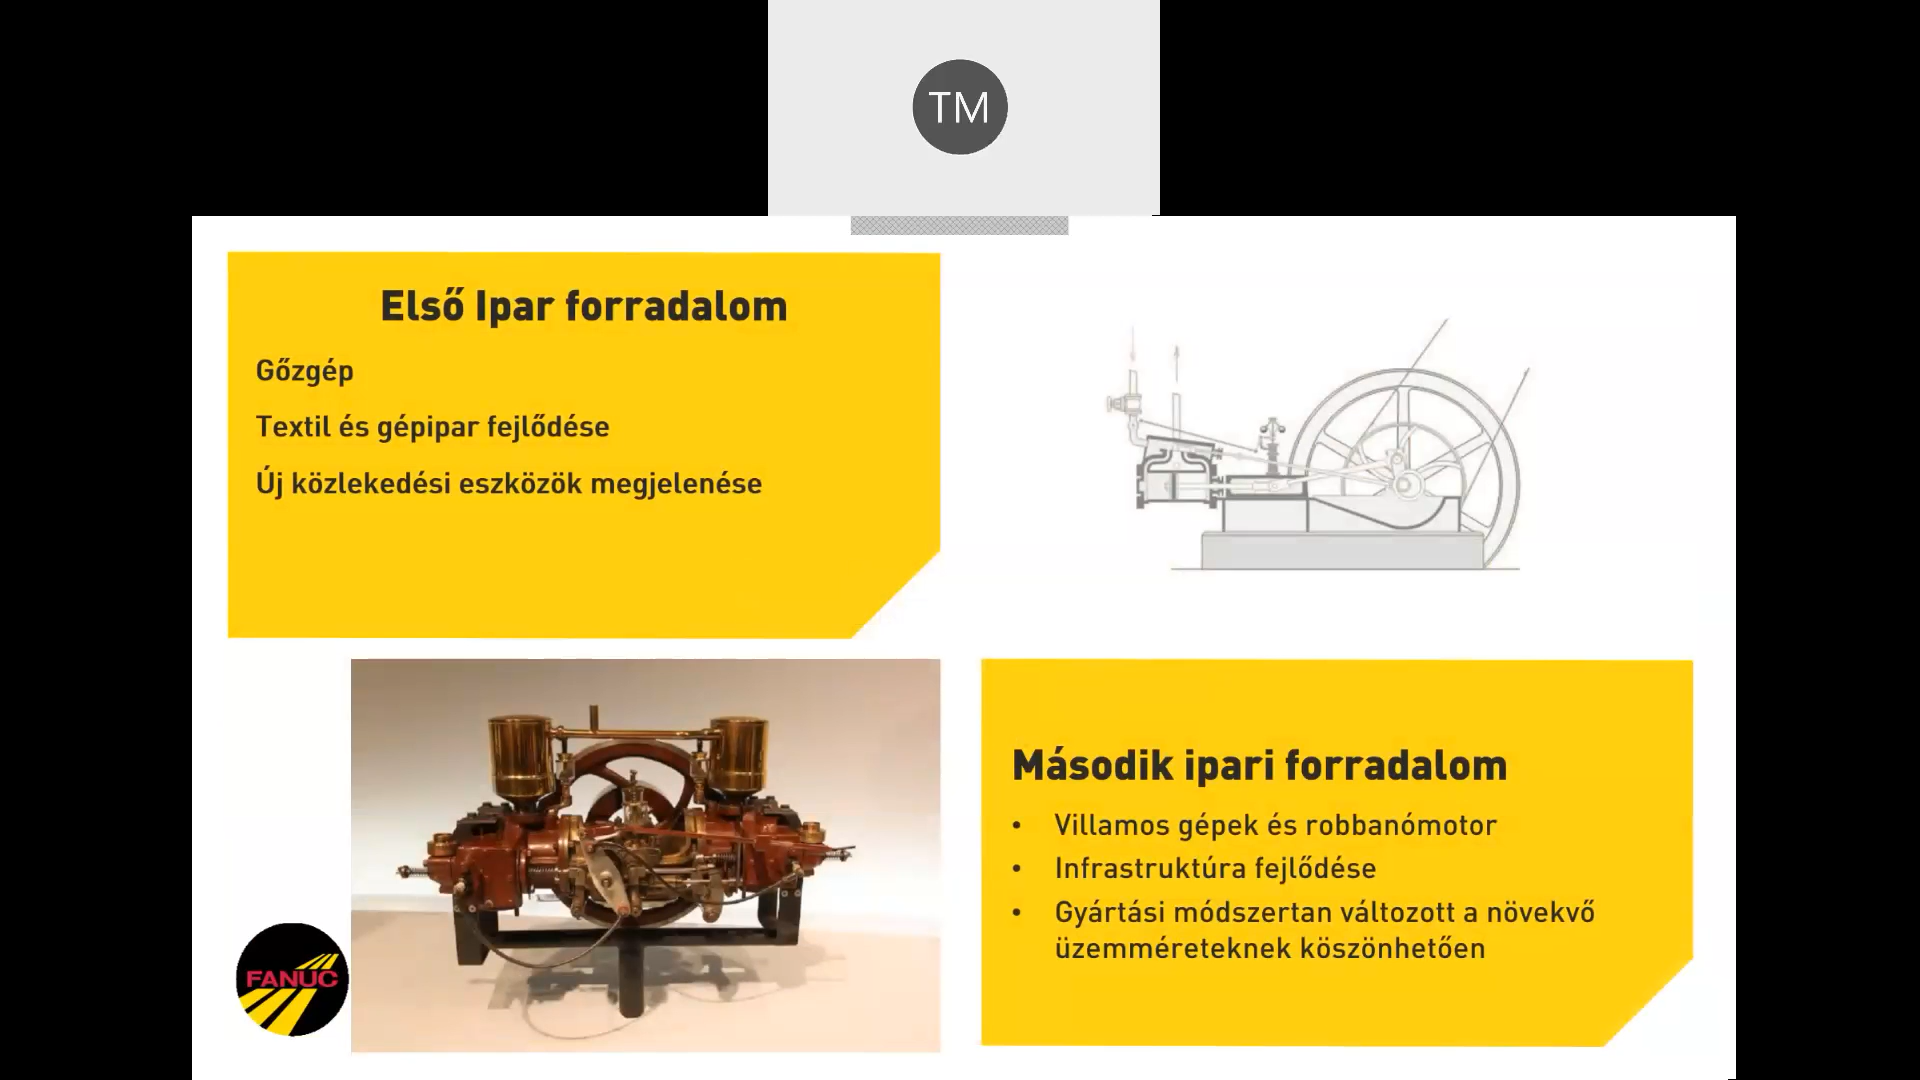 TM
Első Ipar forradalom
Gőzgép
Textil és gépipar fejlődése
Új közlekedési eszközök megjelenése
Második ipari forradalom
• Villamos gépek és robbanómotor
• Infrastruktúra fejlődése
• Gyártási módszertan változott a növekvő
üzemméreteknek köszönhetően
FANUC